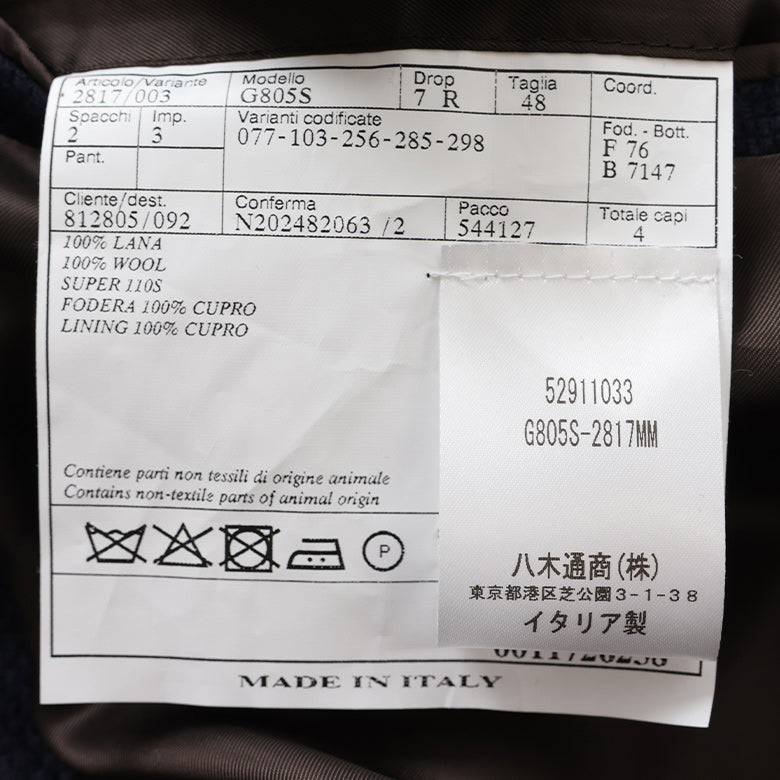 Articolo/Variante Modello Drop Taglia Coord.
2817/003 G805S 7 R 48
Spacchi Imp. Varianti codificate Fod. - Bott.
2 3 077-103-256-285-298 F 76
Pant. B 7147
Cliente/dest. Conferma Pacco Totale capi
812805/092 N202482063 /2 544127 4
100% LANA
100% WOOL
SUPER 110S
FODERA 100% CUPRO
LINING 100% CUPRO
52911033
G805S-2817MM
Contiene parti non tessili di origine animale
Contains non-textile parts of animal origin
P
八木通商(株)
東京都港区芝公園3-1-38
イタリア製
MADE IN ITALY